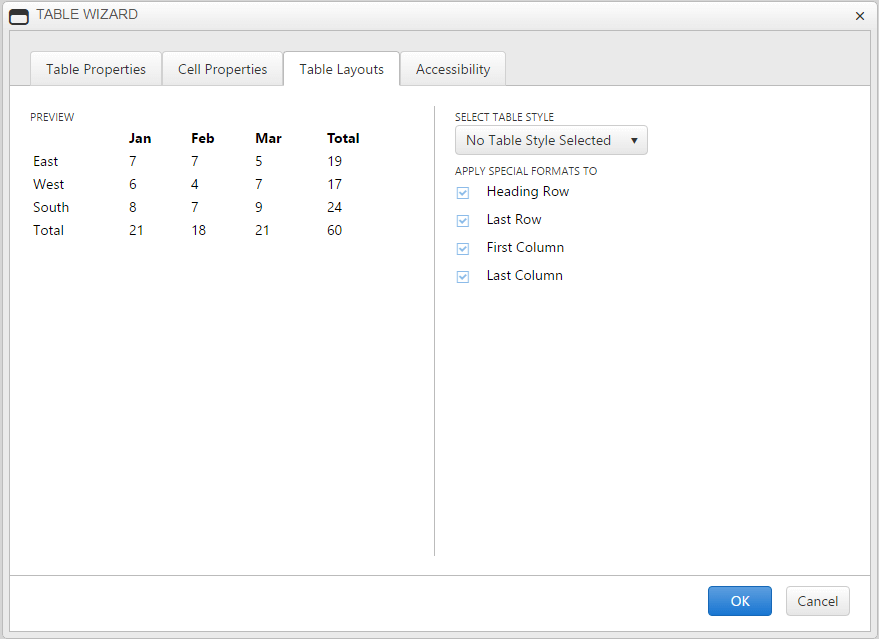 TABLE WIZARD
Table Properties Cell Properties Table Layouts Accessibility
PREVIEW
Jan Feb Mar Total
East 7 7 5 19
West 6 4 7 17
South 8 7 9 24
Total 21 18 21 60
SELECT TABLE STYLE
No Table Style Selected
APPLY SPECIAL FORMATS TO
Heading Row
Last Row
First Column
Last Column
OK Cancel